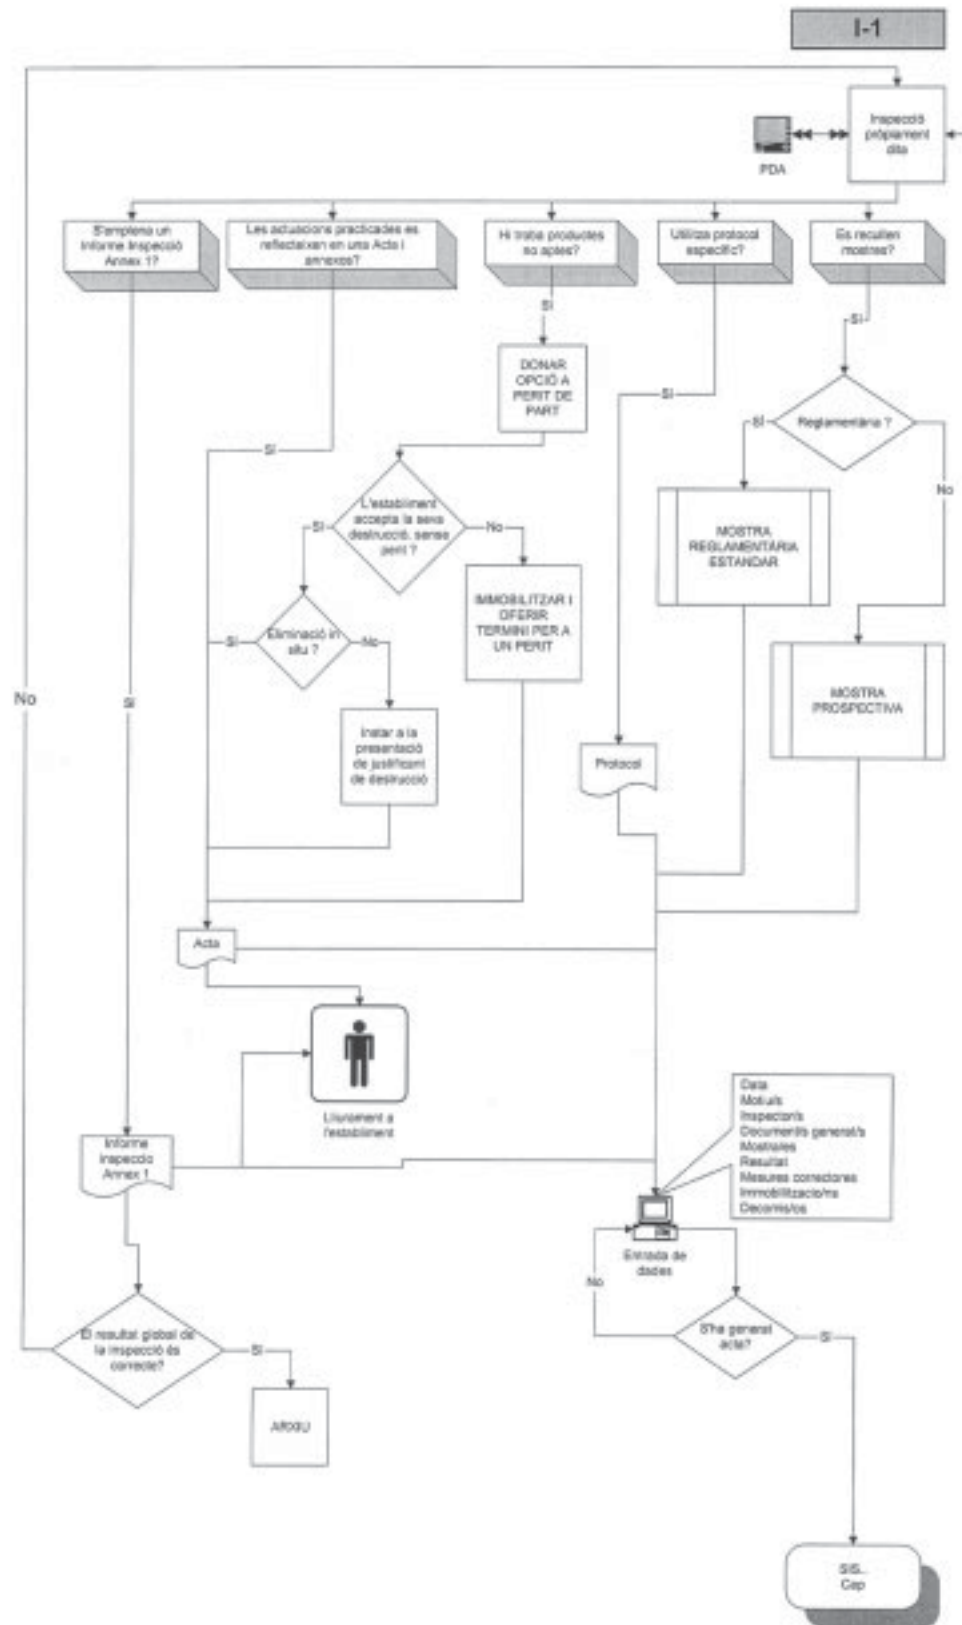 I-1
Inspecció
pròpiament
dita
PDA
S'emplena un
Informe Inspecció
Annex 1?
Les actuacions practicades es
reflecteixen en una Acta i
annexos?
Hi troba productes
no aptes?
Utilitza protocol
específic?
Es recullen
mostres?
Sí
Sí
DONAR
OPCIÓ A
PERIT DE
PART
Sí
Sí
Reglamentària ?
No
Sí
L'establiment
accepta la seva
destrucció, sense
perit ?
Sí
No
MOSTRA
REGLAMENTÀRIA
ESTANDAR
IMMOBILITZAR I
OFERIR
TERMINI PER A
UN PERIT
Eliminació in
situ ?
Sí
No
No
Sí
MOSTRA
PROSPECTIVA
Instar a la
presentació
de justificant
de destrucció
Protocol
Acta
Lliurament a
l'establiment
Data
Motiu/s
Inspector/s
Document/s general/s
Mostra/es
Resultat
Mesures correctores
Immobilització/ns
Decomís/os
Informe
Inspecció
Annex 1
Entrada de
dades
No
S'ha generat
acta?
Sí
El resultat global de
la inspecció és
correcte?
Sí
ARXIU
SIS..
Cap